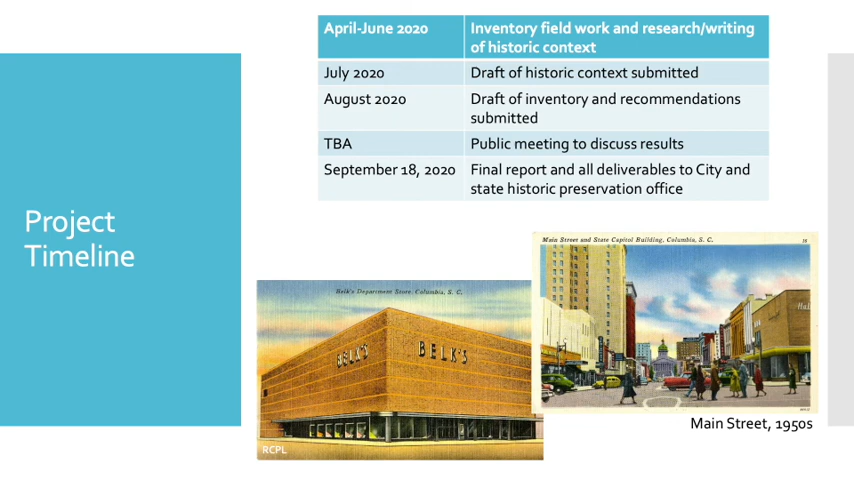 Project
Timeline
April-June 2020
Inventory field work and research/writing
of historic context
July 2020
Draft of historic context submitted
August 2020
Draft of inventory and recommendations
submitted
TBA
Public meeting to discuss results
September 18, 2020
Final report and all deliverables to City and
state historic preservation office
Belk's Department Store, Columbia, S. C.
BELK'S
BELK'S
RCPL
Main Street and State Capitol Building, Columbia, S. C.
Main Street, 1950s